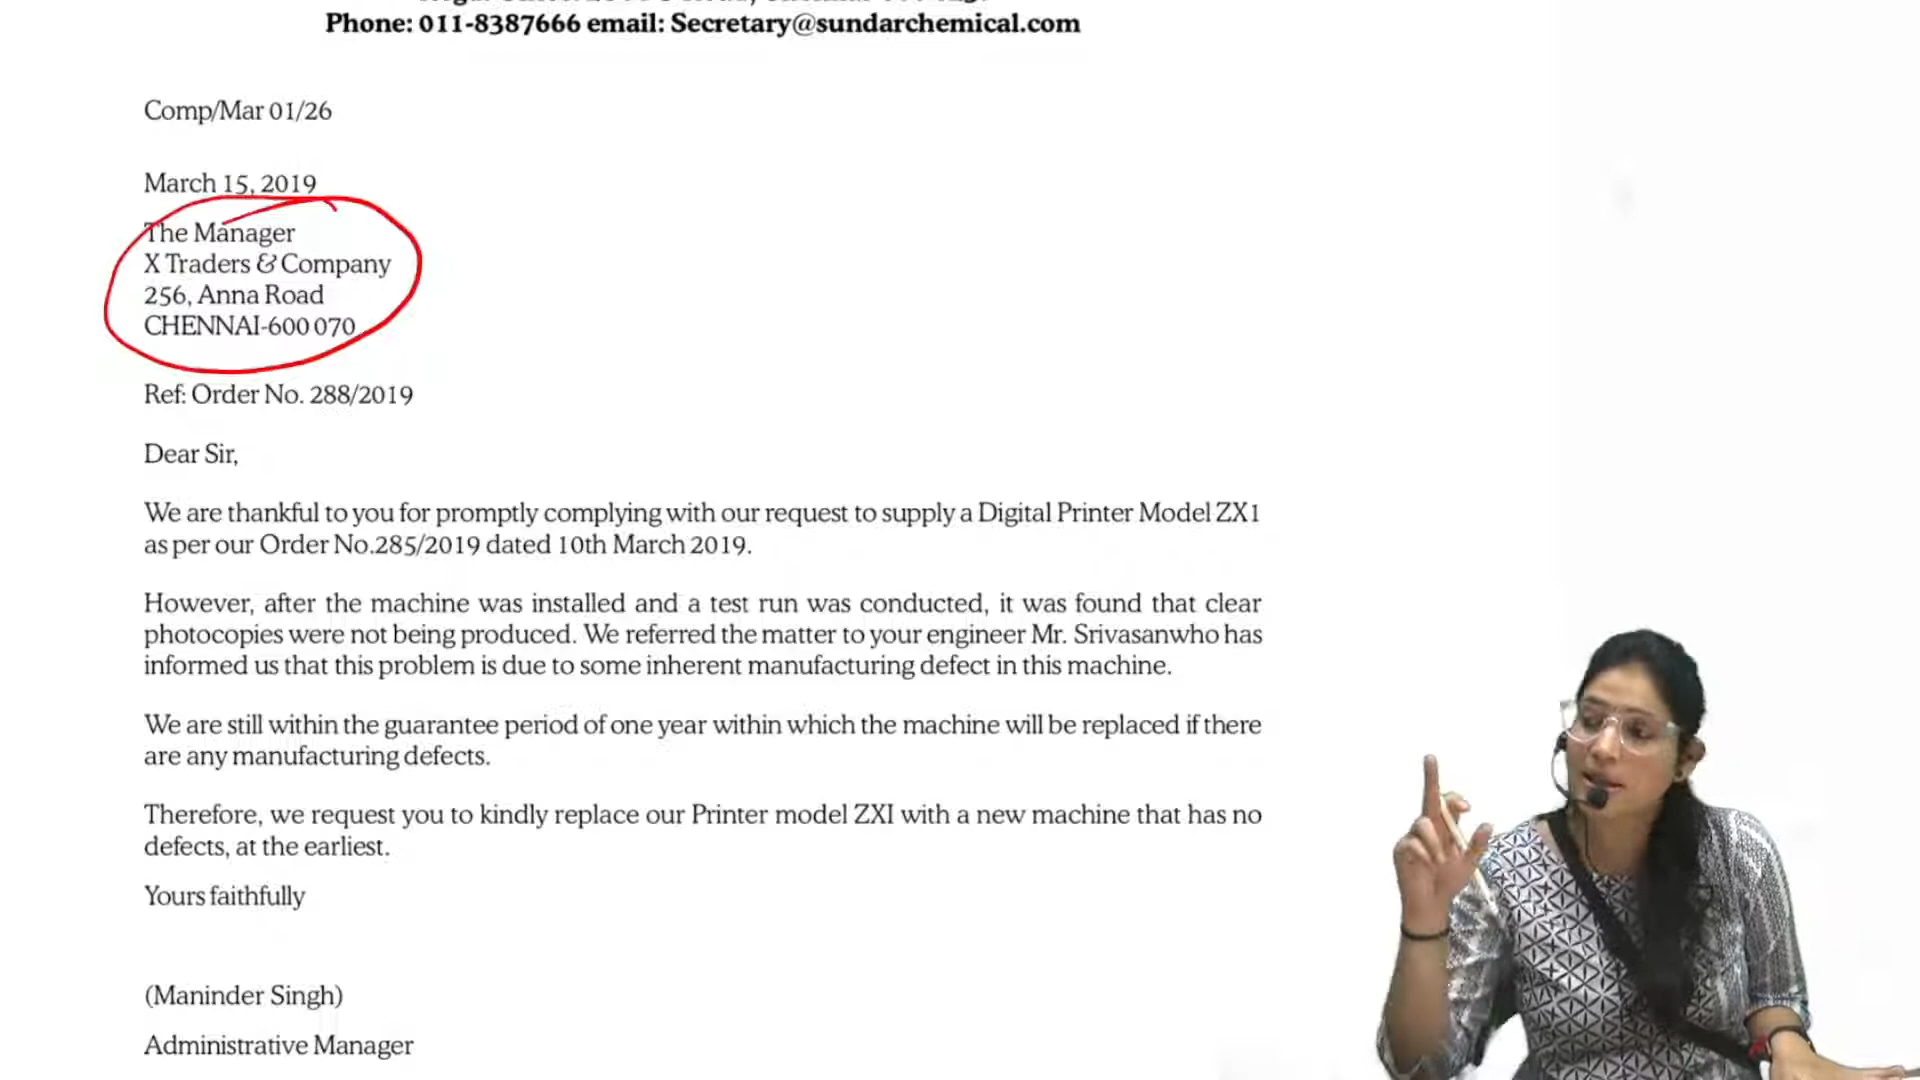 Phone: 011-8387666 email: Secretary@sundarchemical.com
Comp/Mar 01/26
March 15, 2019
The Manager
X Traders & Company
256, Anna Road
CHENNAI-600 070
Ref: Order No. 288/2019
Dear Sir,
We are thankful to you for promptly complying with our request to supply a Digital Printer Model ZX1
as per our Order No.285/2019 dated 10th March 2019.
However, after the machine was installed and a test run was conducted, it was found that clear
photocopies were not being produced. We referred the matter to your engineer Mr. Srivasanwho has
informed us that this problem is due to some inherent manufacturing defect in this machine.
We are still within the guarantee period of one year within which the machine will be replaced if there
are any manufacturing defects.
Therefore, we request you to kindly replace our Printer model ZXI with a new machine that has no
defects, at the earliest.
Yours faithfully
(Maninder Singh)
Administrative Manager